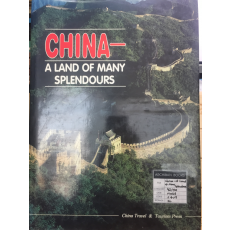 CHINA—
A LAND OF MANY
SPLENDOURS
China Travel & Tourism Press